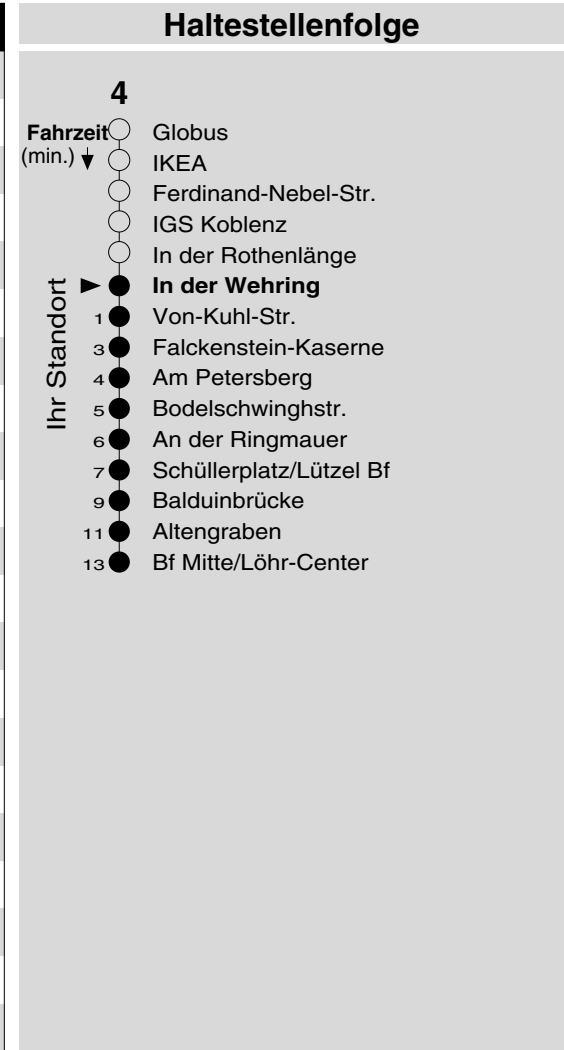 Haltestellenfolge
4
Fahrzeit Globus
(min.) IKEA
Ferdinand-Nebel-Str.
IGS Koblenz
In der Rothenlänge
Ihr Standort
In der Wehring
1 Von-Kuhl-Str.
3 Falckenstein-Kaserne
4 Am Petersberg
5 Bodelschwinghstr.
6 An der Ringmauer
7 Schüllerplatz/Lützel Bf
9 Balduinbrücke
11 Altengraben
13 Bf Mitte/Löhr-Center